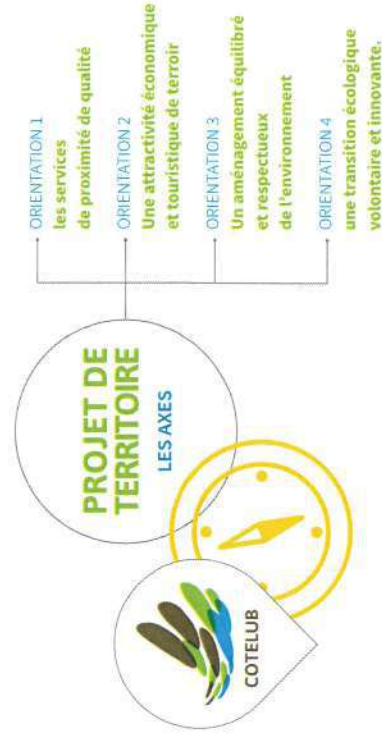 PROJET DE
TERRITOIRE
LES AXES
COTELUB
ORIENTATION 1
les services
de proximité de qualité
ORIENTATION 2
Une attractivité économique
et touristique de terroir
ORIENTATION 3
Un aménagement équilibré
et respectueux
de l'environnement
ORIENTATION 4
une transition écologique
volontaire et innovante.